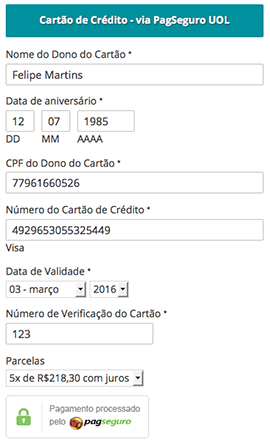 Cartão de Crédito - via PagSeguro UOL
Nome do Dono do Cartão *
Felipe Martins
Data de aniversário *
12 07 1985
DD MM AAAA
CPF do Dono do Cartão *
77961660526
Número do Cartão de Crédito *
4929653055325449
Visa
Data de Validade *
03 - março 2016
Número de Verificação do Cartão *
123
Parcelas
5x de R$218,30 com juros
Pagamento processado
pelo pagseguro